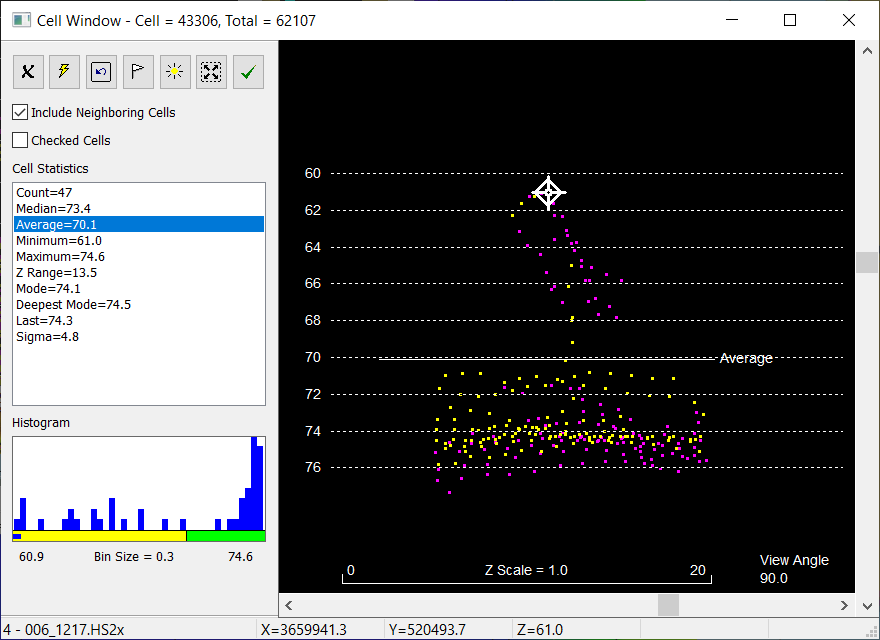 Cell Window - Cell = 43306, Total = 62107
Include Neighboring Cells
Checked Cells
Cell Statistics
Count=47
Median=73.4
Average=70.1
Minimum=61.0
Maximum=74.6
Z Range=13.5
Mode=74.1
Deepest Mode=74.5
Last=74.3
Sigma=4.8
Histogram
60.9 Bin Size = 0.3 74.6
60
62
64
66
68
70 Average
72
74
76
0 Z Scale = 1.0 20
View Angle
90.0
4 - 006_1217.HS2x X=3659941.3 Y=520493.7 Z=61.0